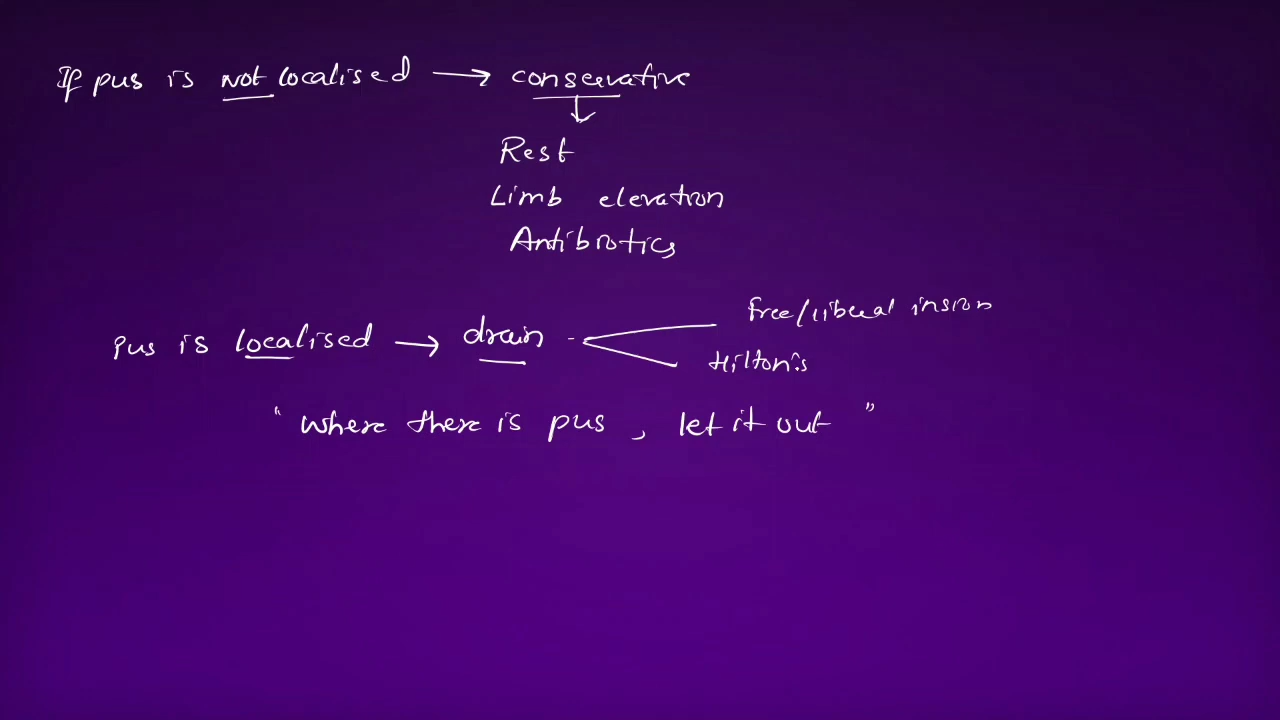 If pus is not localised → conservative
↓
Rest
Limb elevation
Antibiotics
free/liberal insion
Pus is localised → drain -
Hilton's
"where there is pus, let it out"